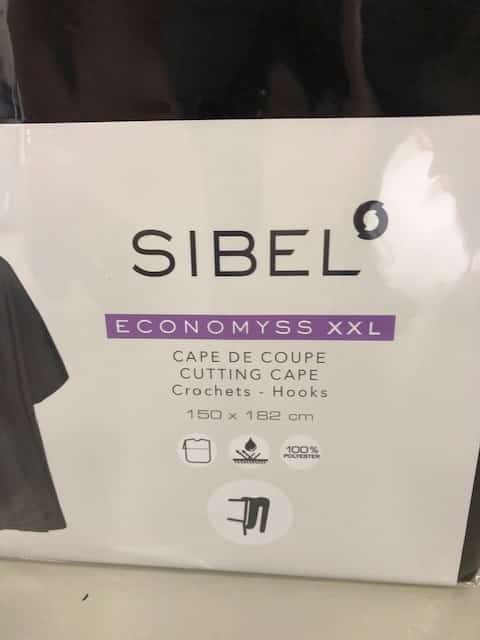 SIBEL
ECONOMYSS XXL
CAPE DE COUPE
CUTTING CAPE
Crochets - Hooks
150 x 182 cm
100%
POLYESTER